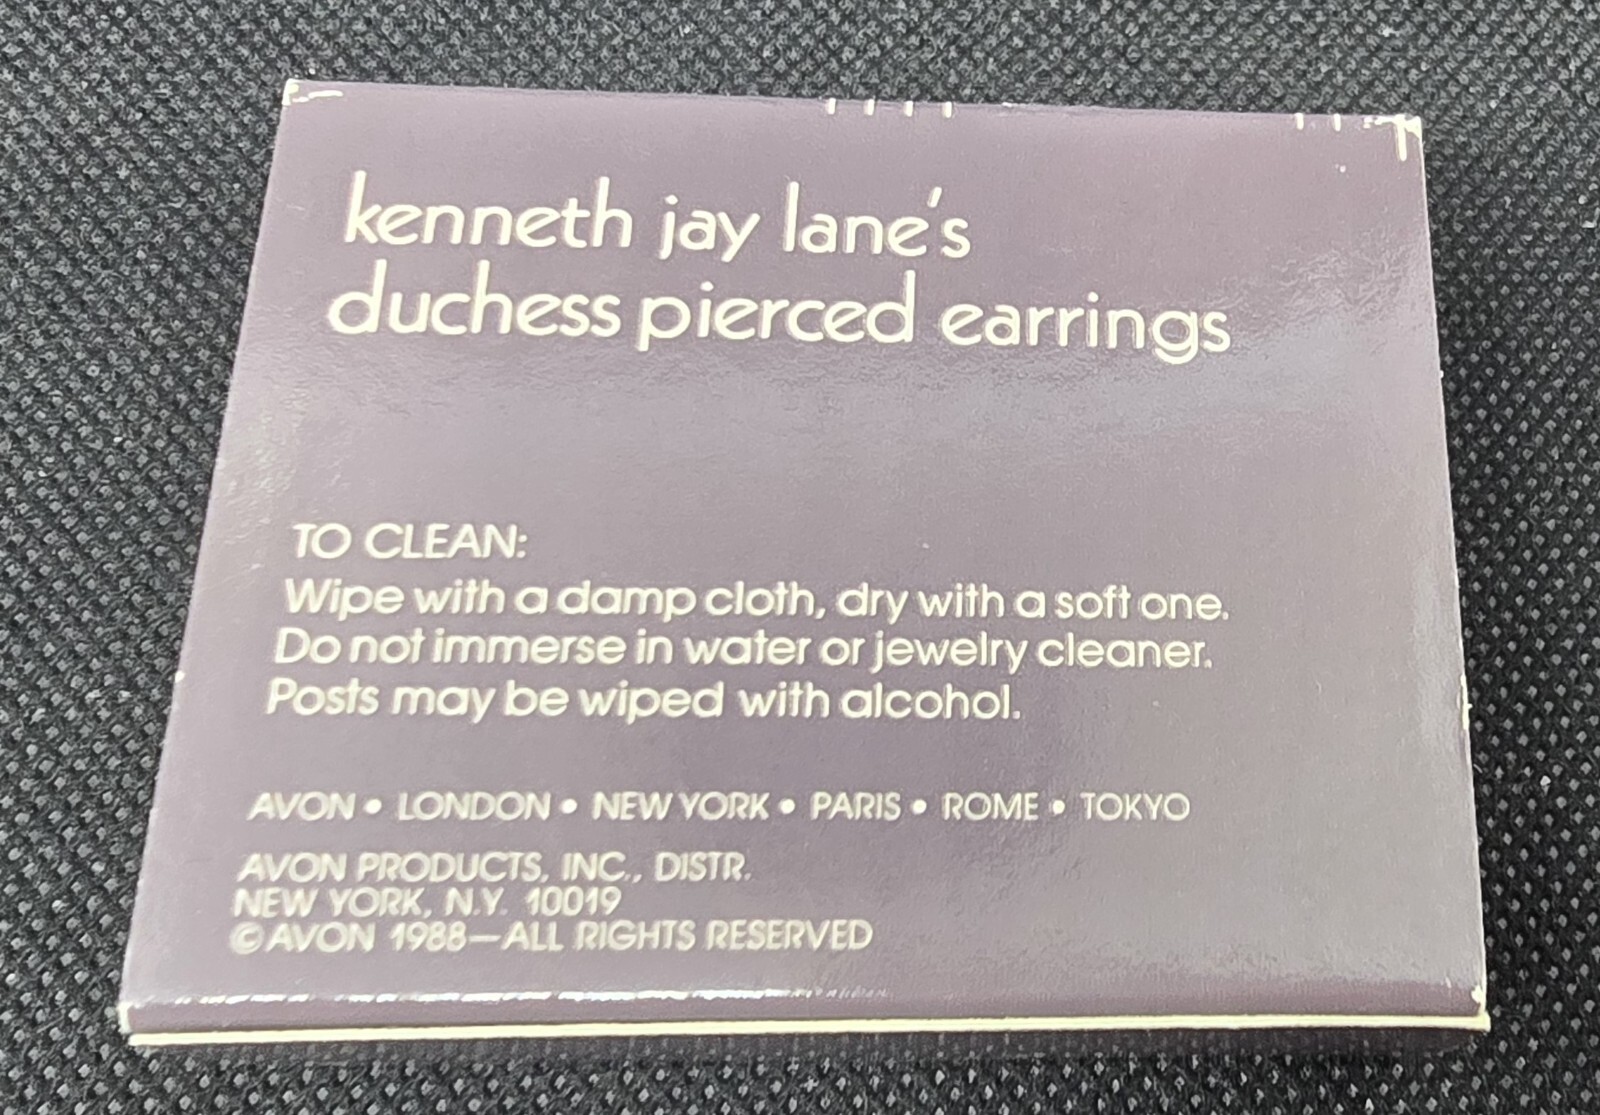 kenneth jay lane's
duchess pierced earrings
TO CLEAN:
Wipe with a damp cloth, dry with a soft one.
Do not immerse in water or jewelry cleaner.
Posts may be wiped with alcohol.
AVON • LONDON • NEW YORK • PARIS • ROME • TOKYO
AVON PRODUCTS, INC., DISTR.
NEW YORK, N.Y. 10019
©AVON 1988—ALL RIGHTS RESERVED